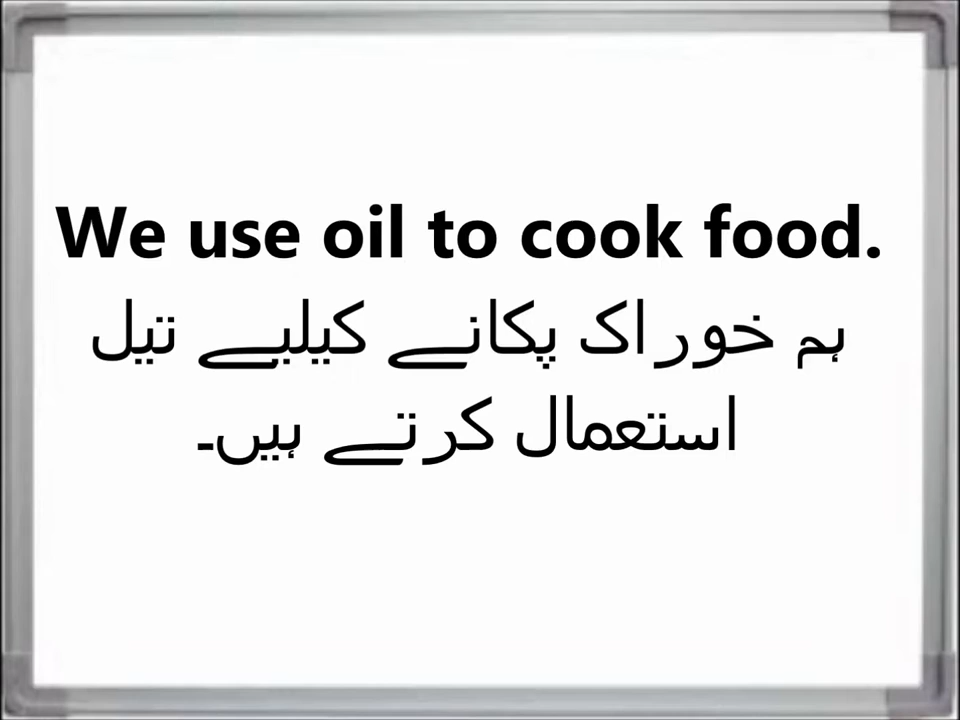 We use oil to cook food.
ہم خوراک پکانے کیلیے تیل
استعمال کرتے ہیں۔